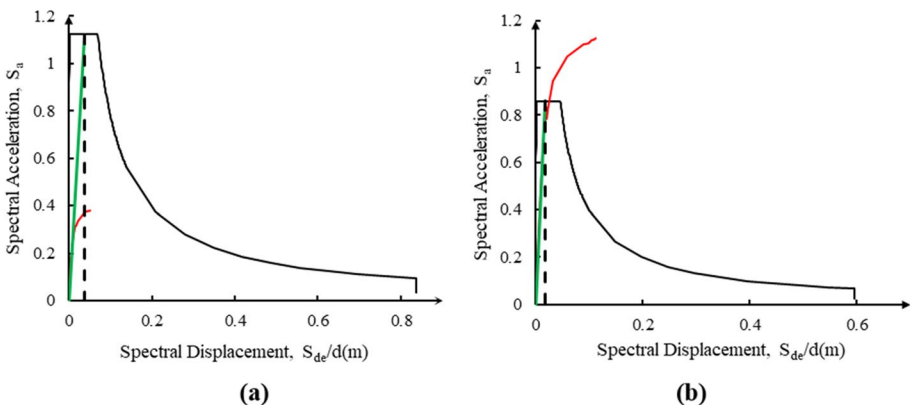 1.2
1
0.8
0.6
0.4
0.2
0
0 0.2 0.4 0.6 0.8
Spectral Acceleration, Sa
Spectral Displacement, Sde/d(m)
(a)
1.2
1
0.8
0.6
0.4
0.2
0
0 0.2 0.4 0.6
Spectral Acceleration, Sa
Spectral Displacement, Sde/d(m)
(b)